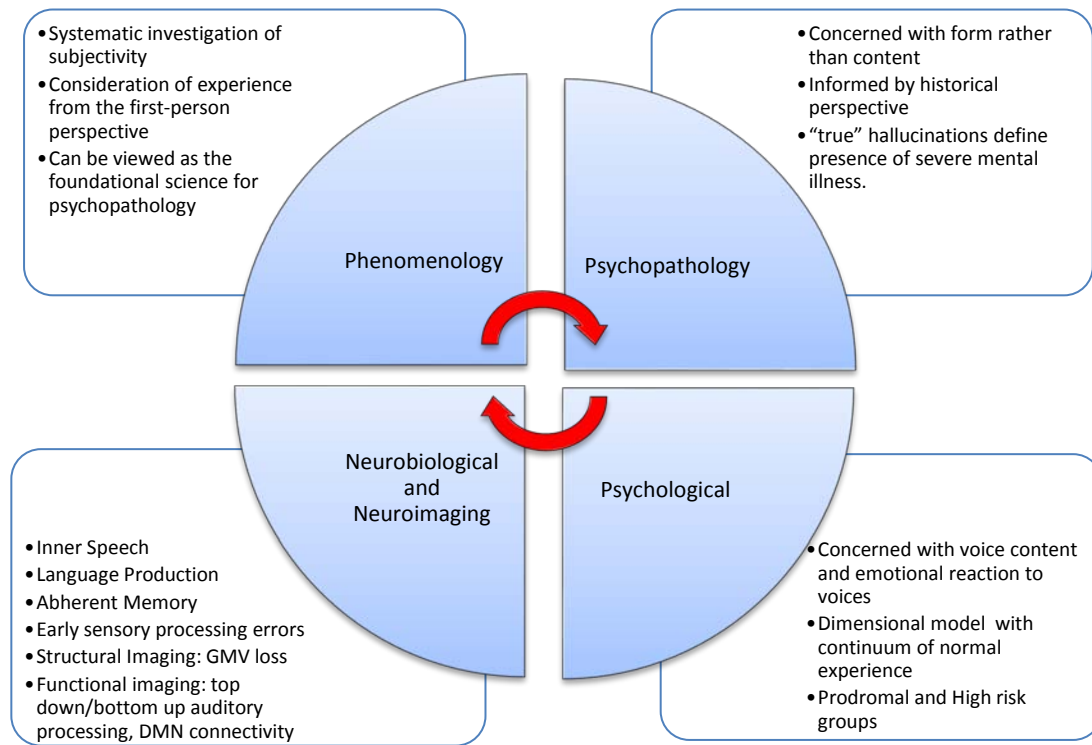 •Systematic investigation of
subjectivity
•Consideration of experience
from the first-person
perspective
•Can be viewed as the
foundational science for
psychopathology
•Concerned with form rather
than content
•Informed by historical
perspective
•“true” hallucinations define
presence of severe mental
illness.
Phenomenology
Psychopathology
Neurobiological
and
Neuroimaging
Psychological
•Inner Speech
•Language Production
•Abherent Memory
•Early sensory processing errors
•Structural Imaging: GMV loss
•Functional imaging: top
down/bottom up auditory
processing, DMN connectivity
•Concerned with voice content
and emotional reaction to
voices
•Dimensional model with
continuum of normal
experience
•Prodromal and High risk
groups